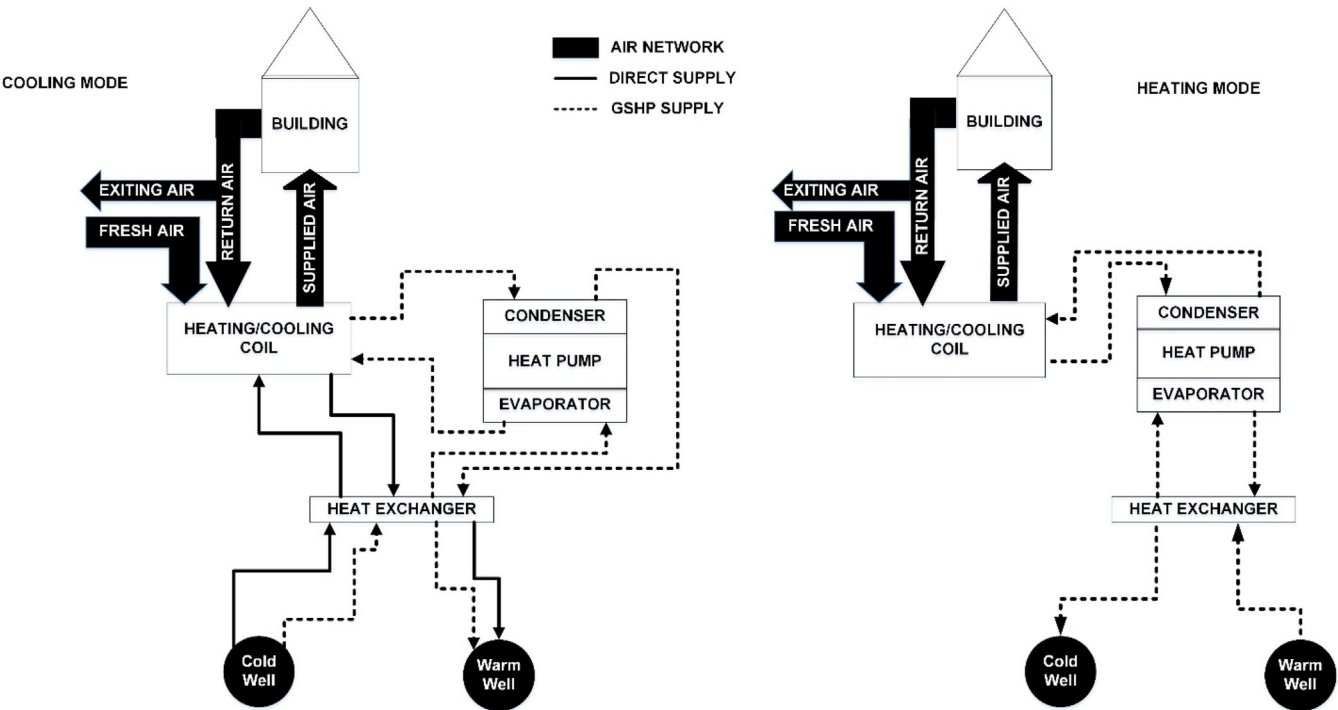 COOLING MODE
AIR NETWORK
DIRECT SUPPLY
GSHP SUPPLY
BUILDING
EXITING AIR
FRESH AIR
RETURN AIR
SUPPLIED AIR
HEATING/COOLING
COIL
CONDENSER
HEAT PUMP
EVAPORATOR
HEAT EXCHANGER
Cold
Well
Warm
Well
HEATING MODE
BUILDING
EXITING AIR
FRESH AIR
RETURN AIR
SUPPLIED AIR
HEATING/COOLING
COIL
CONDENSER
HEAT PUMP
EVAPORATOR
HEAT EXCHANGER
Cold
Well
Warm
Well